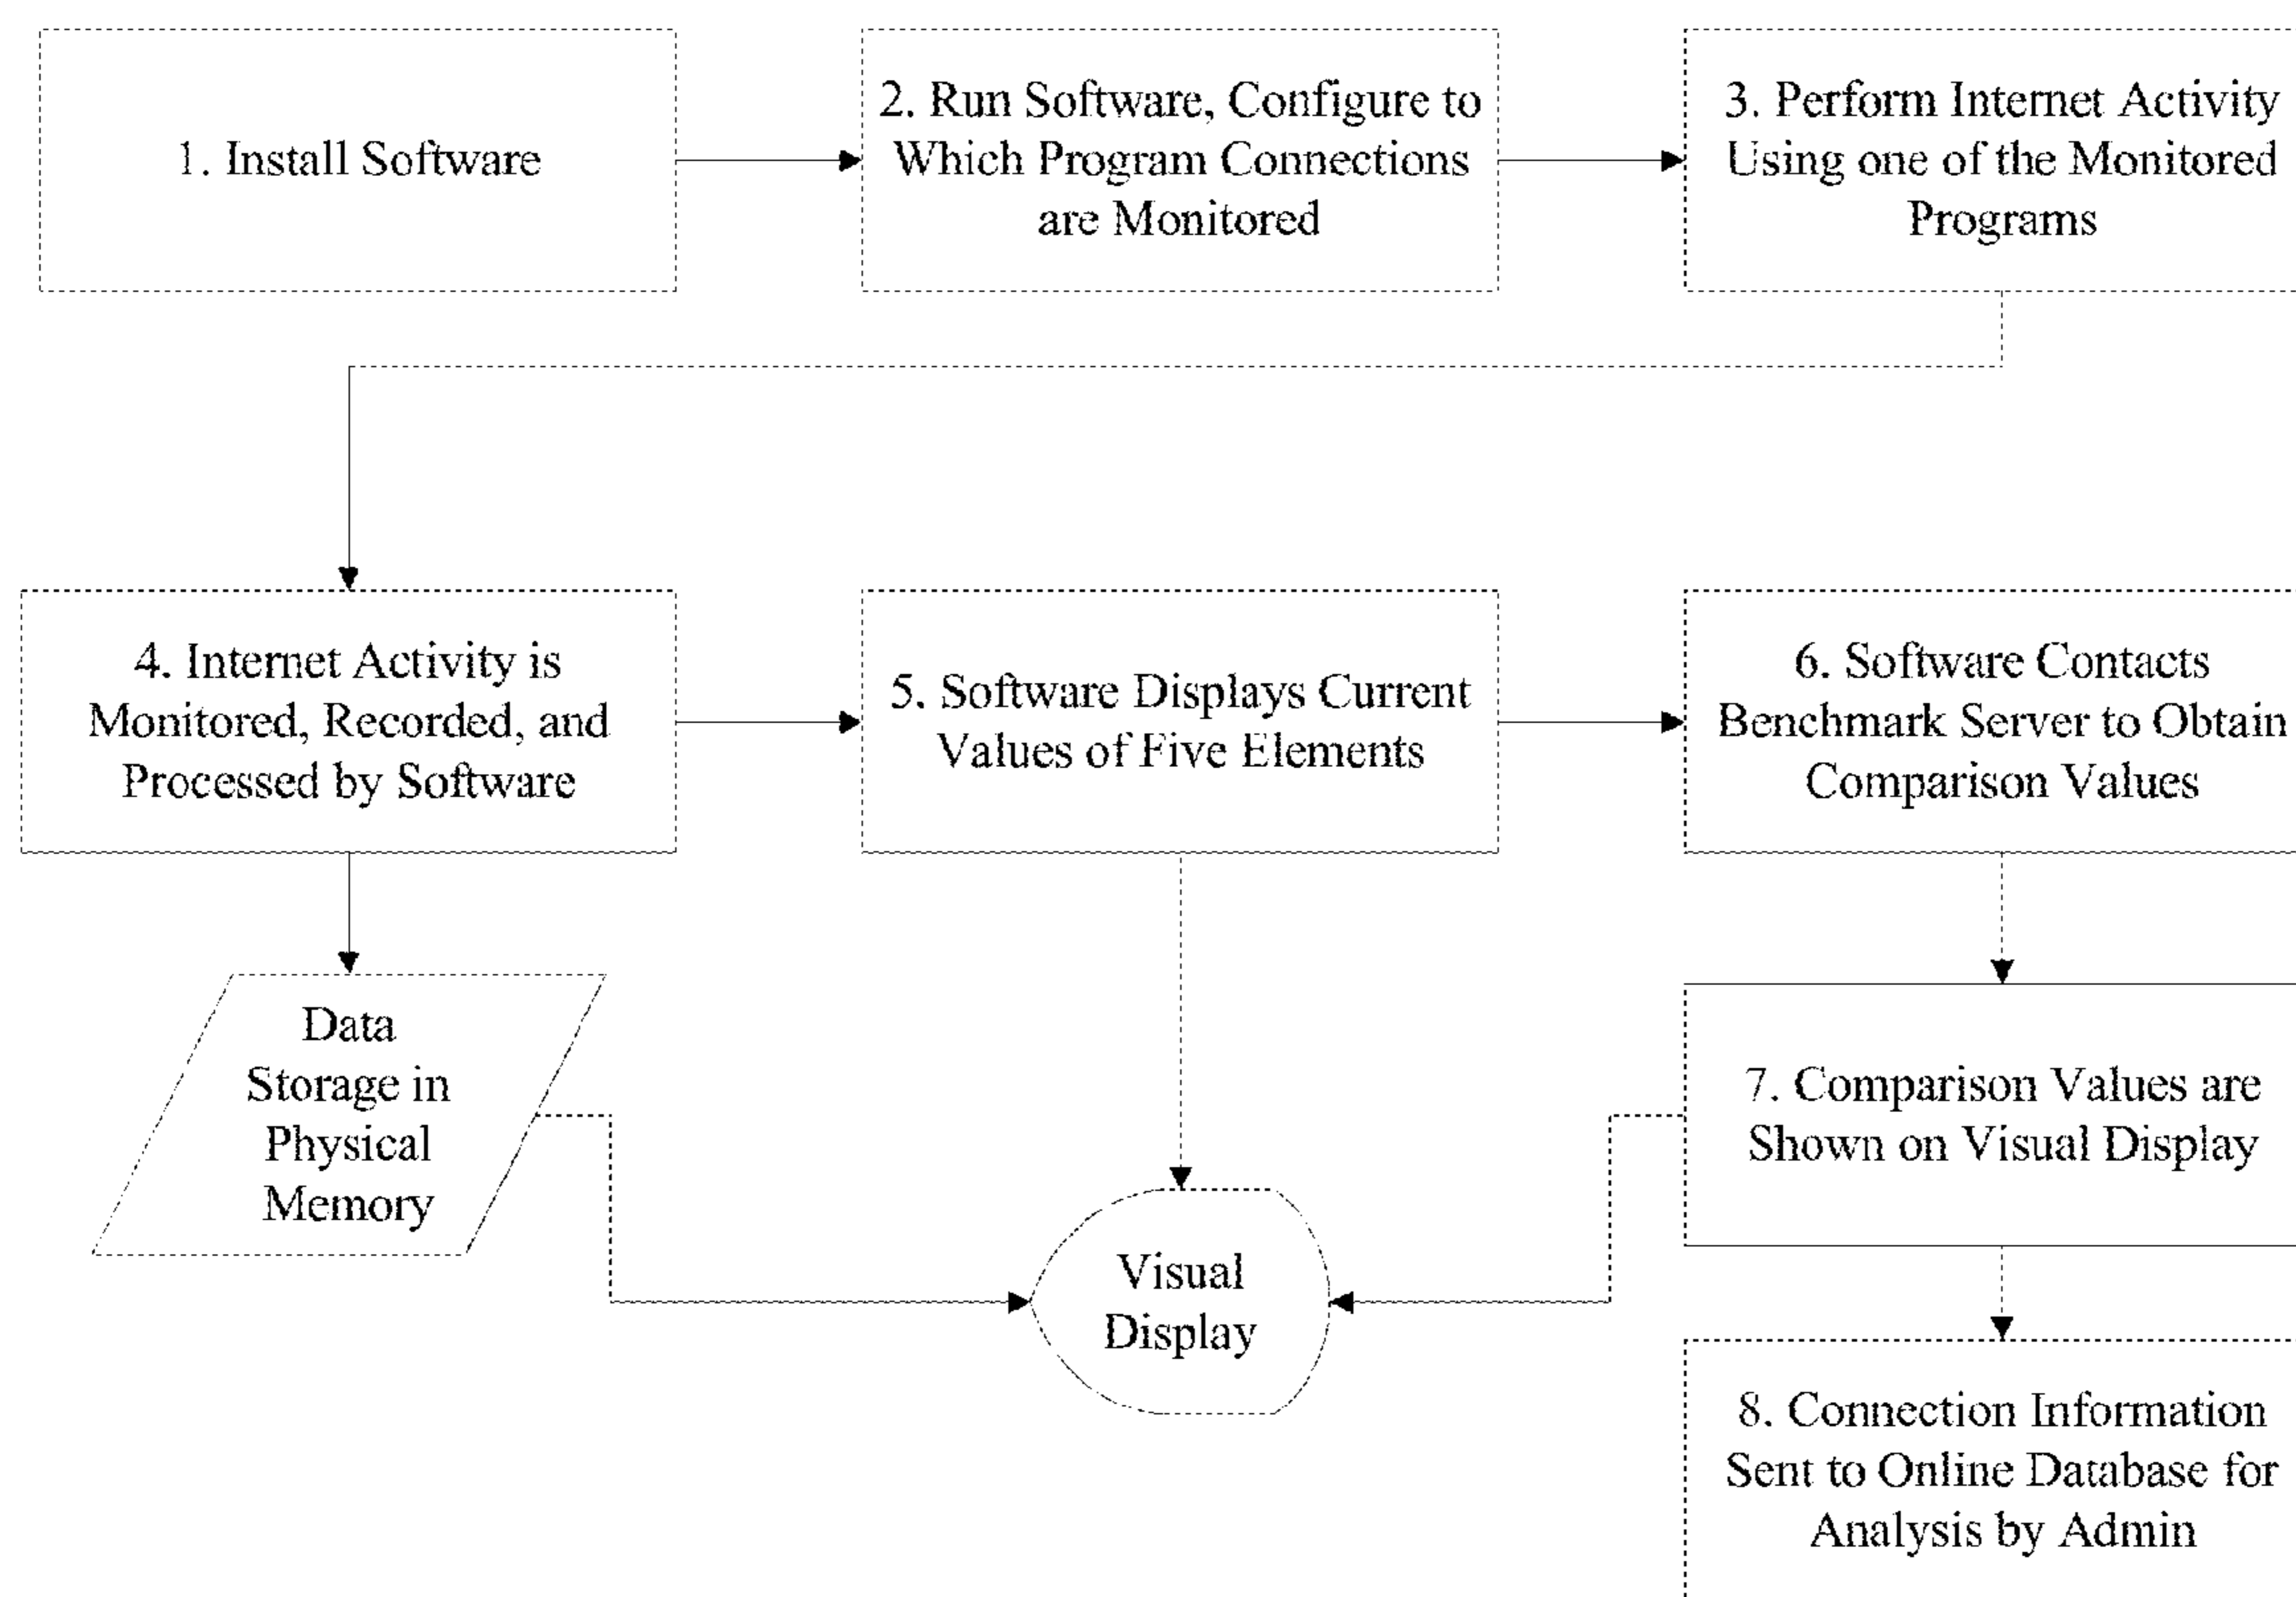 1. Install Software
2. Run Software, Configure to
Which Program Connections
are Monitored
3. Perform Internet Activity
Using one of the Monitored
Programs
4. Internet Activity is
Monitored, Recorded, and
Processed by Software
5. Software Displays Current
Values of Five Elements
6. Software Contacts
Benchmark Server to Obtain
Comparison Values
Data
Storage in
Physical
Memory
Visual
Display
7. Comparison Values are
Shown on Visual Display
8. Connection Information
Sent to Online Database for
Analysis by Admin